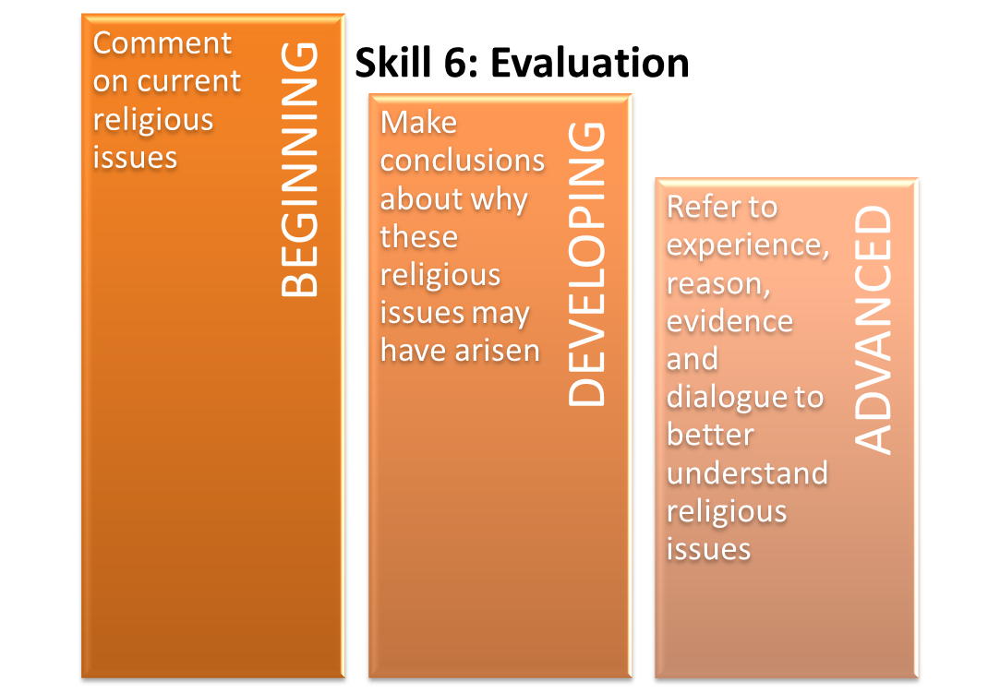 Skill 6: Evaluation
Comment
on current
religious
issues
BEGINNING
Make
conclusions
about why
these
religious
issues may
have arisen
DEVELOPING
Refer to
experience,
reason,
evidence
and
dialogue to
better
understand
religious
issues
ADVANCED